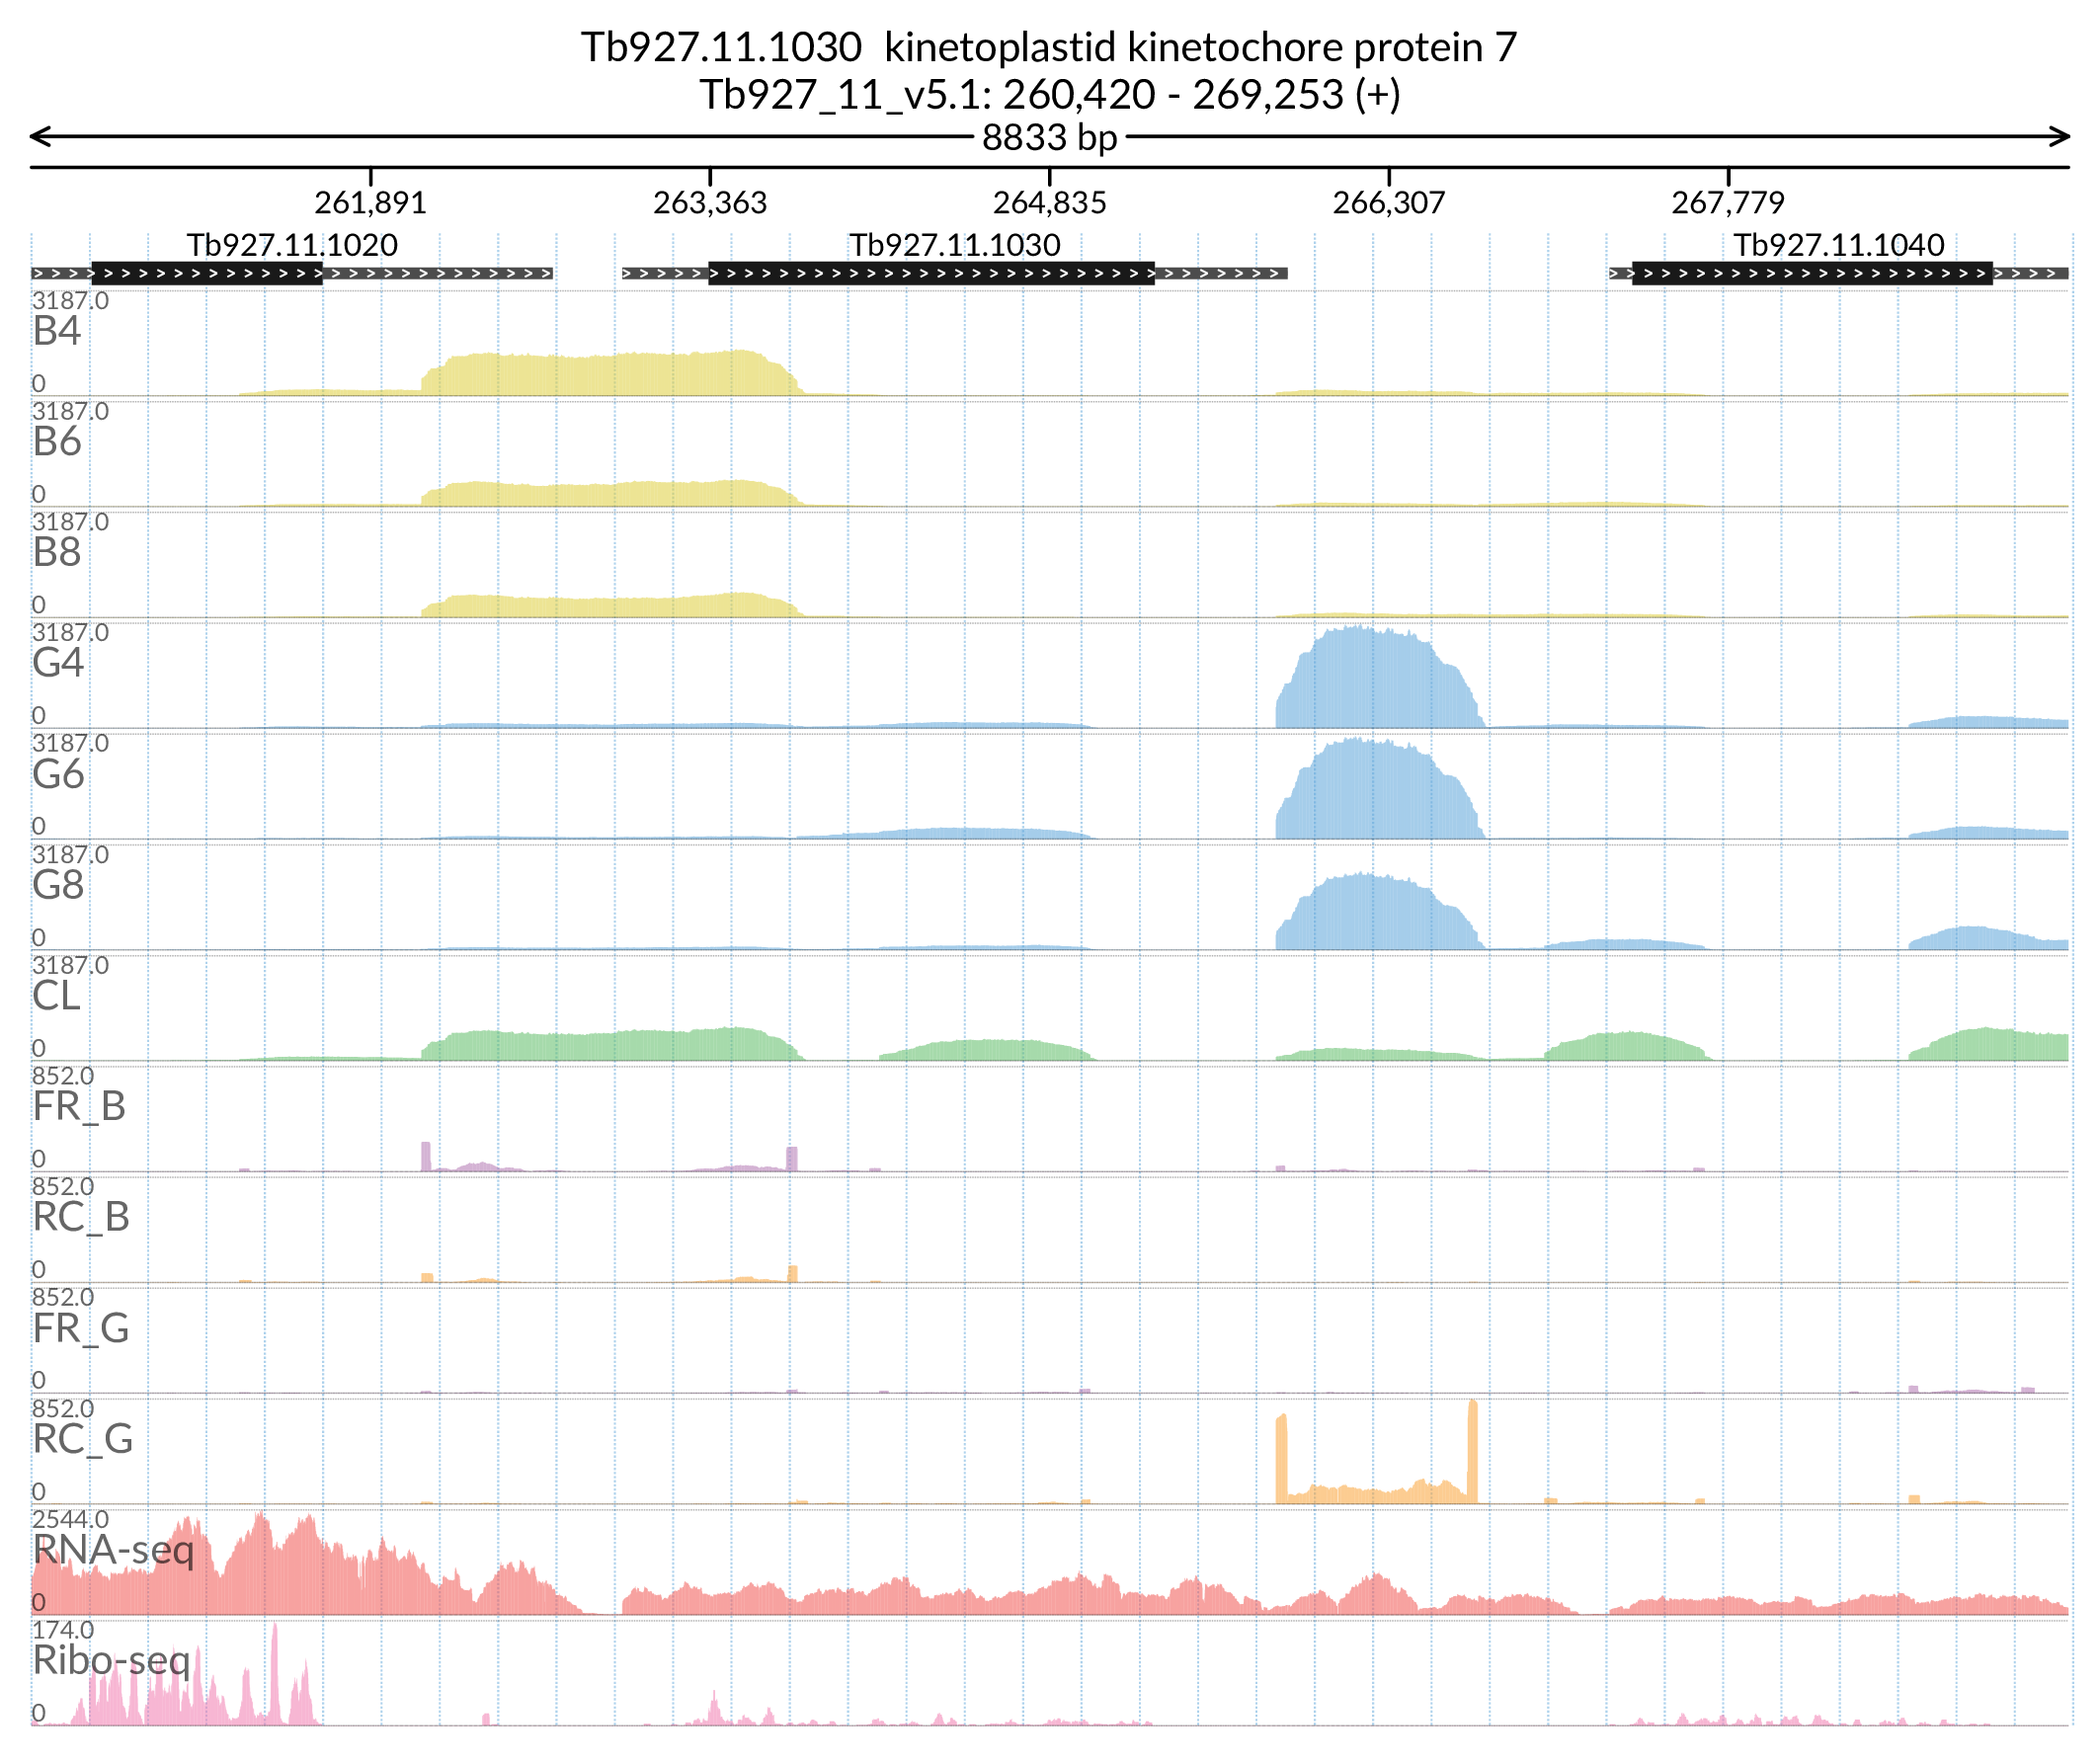 Tb927.11.1030  kinetoplastid kinetochore protein 7
Tb927_11_v5.1: 260,420 - 269,253 (+)
8833 bp
261,891 263,363 264,835 266,307 267,779
Tb927.11.1020 Tb927.11.1030 Tb927.11.1040
3187.0
B4
0
3187.0
B6
0
3187.0
B8
0
3187.0
G4
0
3187.0
G6
0
3187.0
G8
0
3187.0
CL
0
852.0
FR_B
0
852.0
RC_B
0
852.0
FR_G
0
852.0
RC_G
0
2544.0
RNA-seq
0
174.0
Ribo-seq
0